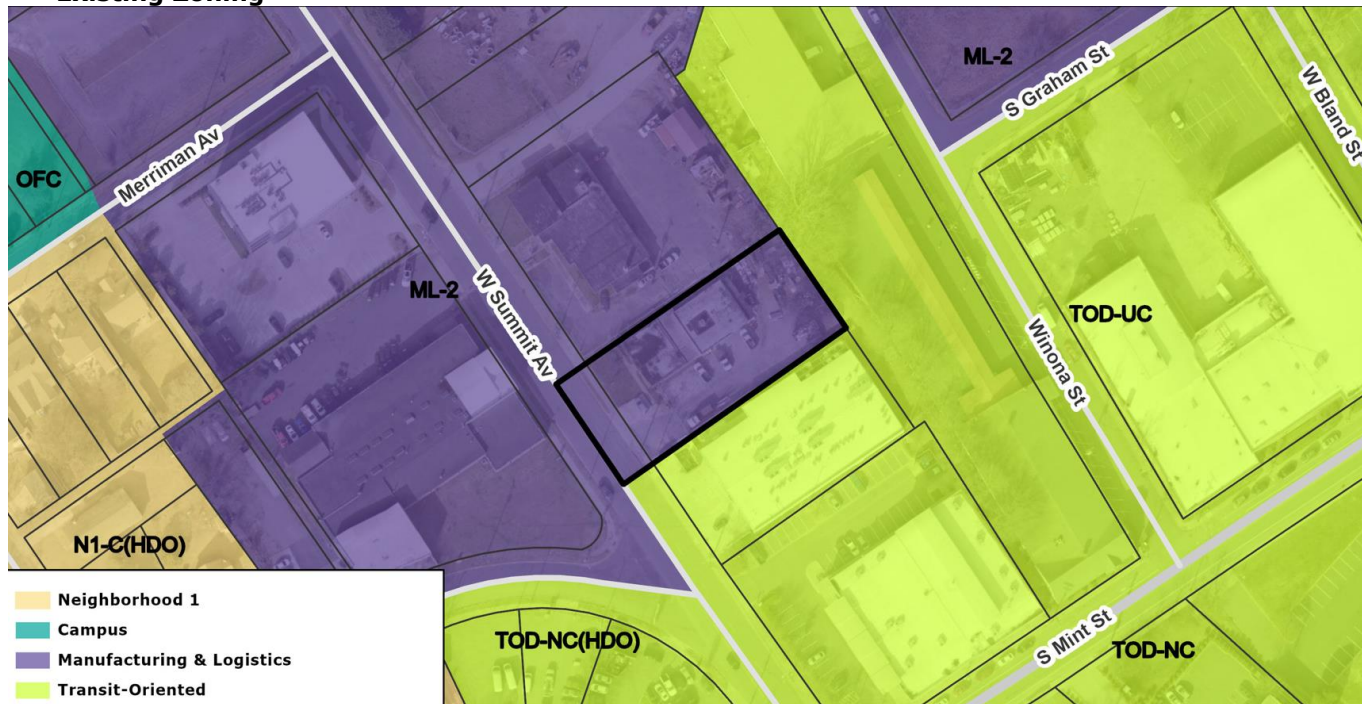 Existing Zoning
ML-2
S Graham St
W Bland St
Merriman Av
OFC
ML-2
W Summit Av
TOD-UC
Winona St
N1-C(HDO)
TOD-NC(HDO)
S Mint St
TOD-NC
Neighborhood 1
Campus
Manufacturing & Logistics
Transit-Oriented